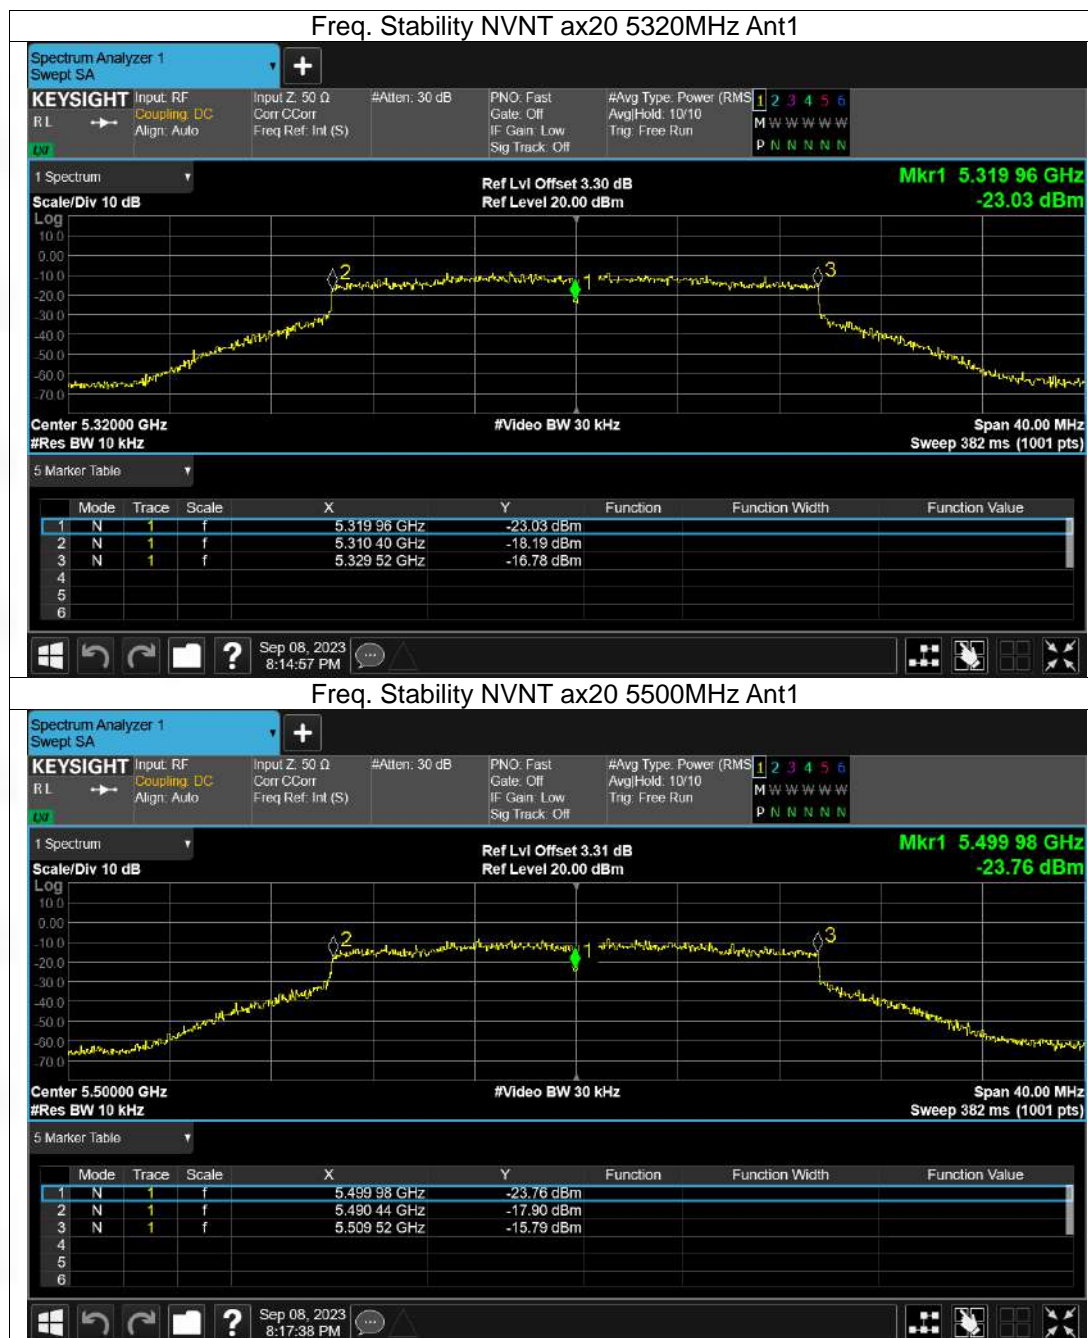 Freq. Stability NVNT ax20 5320MHz Ant1
Spectrum Analyzer 1
Swept SA
+
KEYSIGHT Input: RF Input Z: 50 Ω #Atten: 30 dB PNO: Fast #Avg Type: Power (RMS 1 2 3 4 5 6
RL Coupling: DC Corr CCorr Gate: Off Avg|Hold: 10/10 M W W W W W
Align: Auto Freq Ref: Int (S) IF Gain: Low Trig: Free Run
LXI Sig Track: Off P N N N N N
1 Spectrum Ref Lvl Offset 3.30 dB Mkr1 5.319 96 GHz
Scale/Div 10 dB Ref Level 20.00 dBm -23.03 dBm
Log
10.0
0.00
-10.0
-20.0
-30.0
-40.0
-50.0
-60.0
-70.0
2 1 3
Center 5.32000 GHz #Video BW 30 kHz Span 40.00 MHz
#Res BW 10 kHz Sweep 382 ms (1001 pts)
5 Marker Table
Mode Trace Scale X Y Function Function Width Function Value
1 N 1 f 5.319 96 GHz -23.03 dBm
2 N 1 f 5.310 40 GHz -18.19 dBm
3 N 1 f 5.329 52 GHz -16.78 dBm
4
5
6
? Sep 08, 2023
8:14:57 PM
Freq. Stability NVNT ax20 5500MHz Ant1
Spectrum Analyzer 1
Swept SA
+
KEYSIGHT Input: RF Input Z: 50 Ω #Atten: 30 dB PNO: Fast #Avg Type: Power (RMS 1 2 3 4 5 6
RL Coupling: DC Corr CCorr Gate: Off Avg|Hold: 10/10 M W W W W W
Align: Auto Freq Ref: Int (S) IF Gain: Low Trig: Free Run
LXI Sig Track: Off P N N N N N
1 Spectrum Ref Lvl Offset 3.31 dB Mkr1 5.499 98 GHz
Scale/Div 10 dB Ref Level 20.00 dBm -23.76 dBm
Log
10.0
0.00
-10.0
-20.0
-30.0
-40.0
-50.0
-60.0
-70.0
2 1 3
Center 5.50000 GHz #Video BW 30 kHz Span 40.00 MHz
#Res BW 10 kHz Sweep 382 ms (1001 pts)
5 Marker Table
Mode Trace Scale X Y Function Function Width Function Value
1 N 1 f 5.499 98 GHz -23.76 dBm
2 N 1 f 5.490 44 GHz -17.90 dBm
3 N 1 f 5.509 52 GHz -15.79 dBm
4
5
6
? Sep 08, 2023
8:17:38 PM